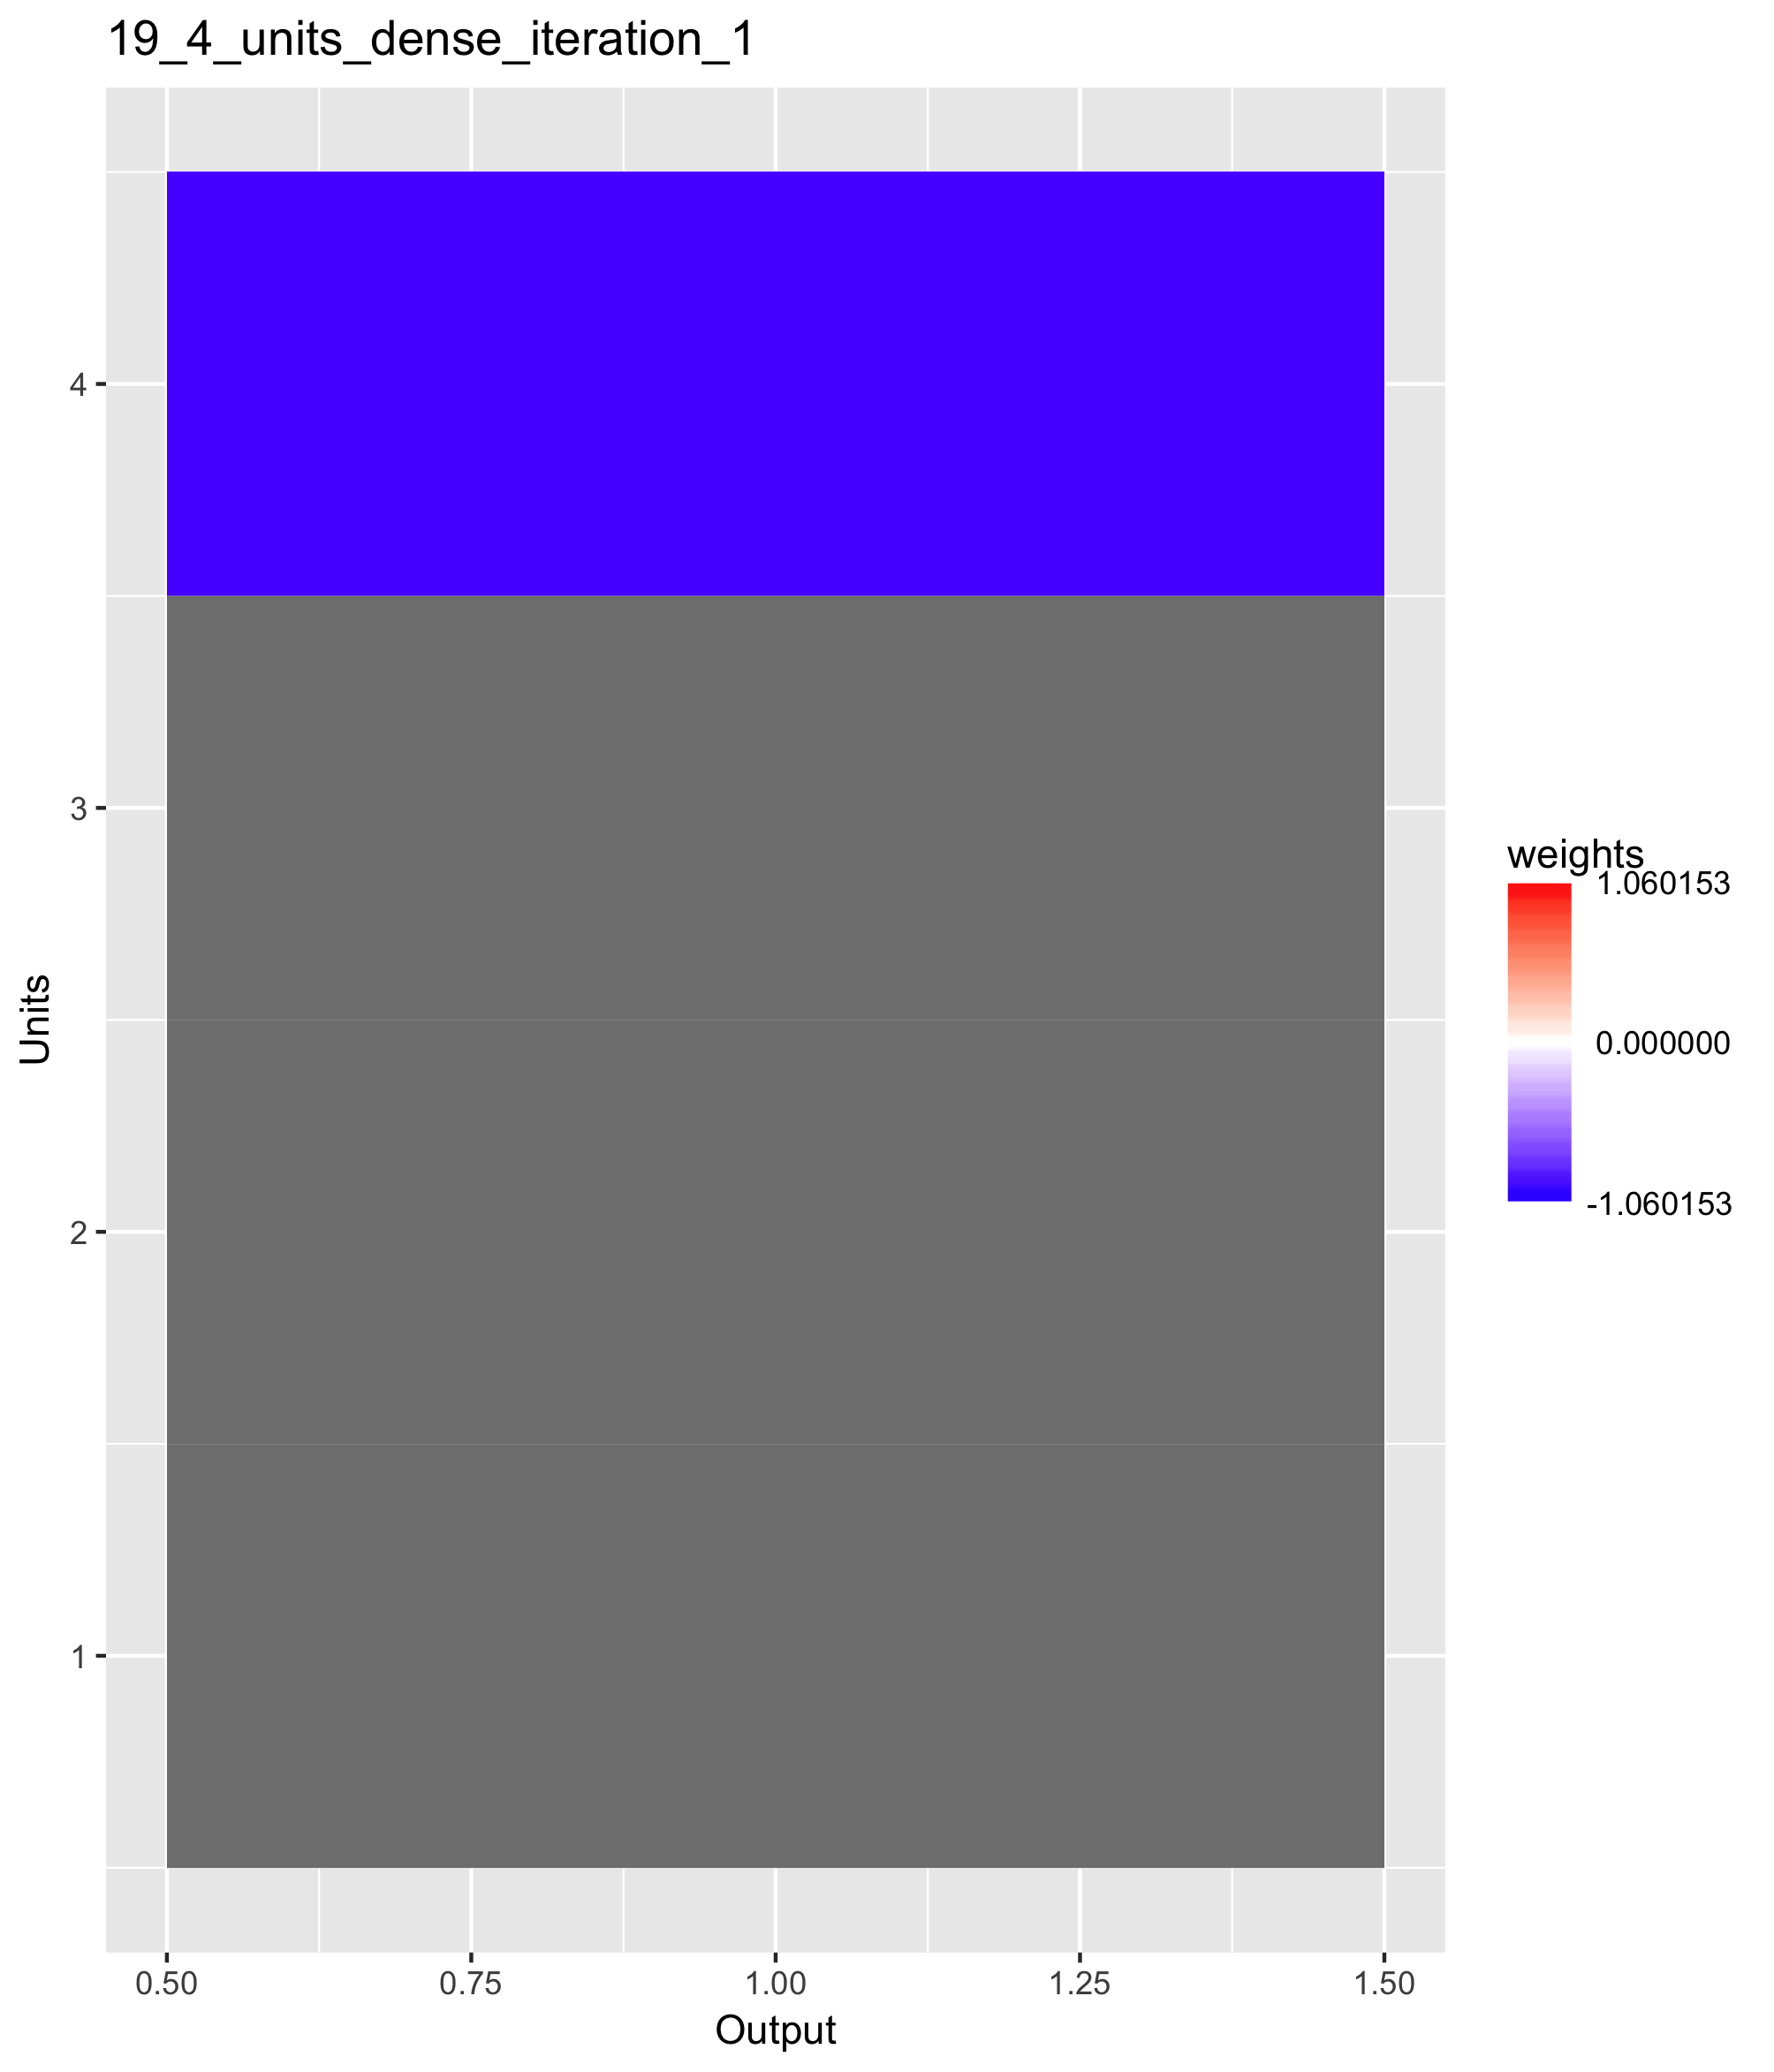 19_4_units_dense_iteration_1
4
3
2
1
Units
0.50 0.75 1.00 1.25 1.50
Output
weights
1.060153
0.000000
-1.060153